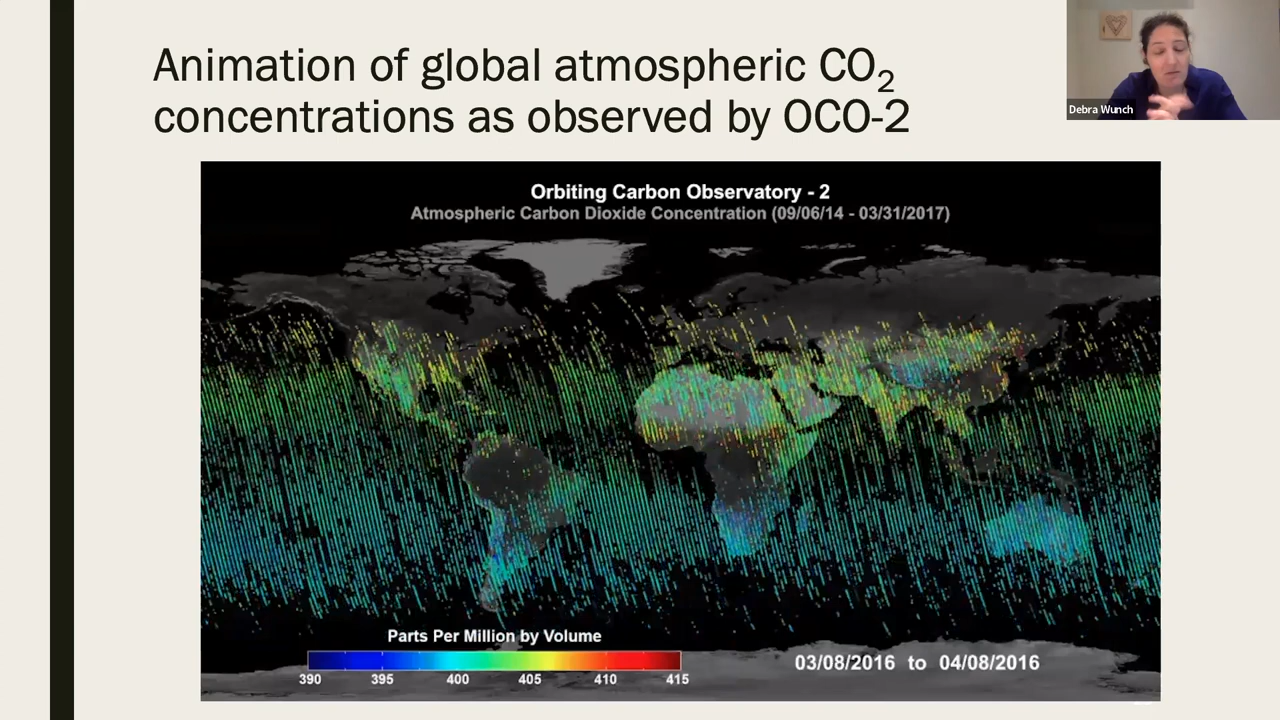 Animation of global atmospheric CO₂
concentrations as observed by OCO-2
Debra Wunch
Orbiting Carbon Observatory - 2
Atmospheric Carbon Dioxide Concentration (09/06/14 - 03/31/2017)
Parts Per Million by Volume
390 395 400 405 410 415
03/08/2016 to 04/08/2016